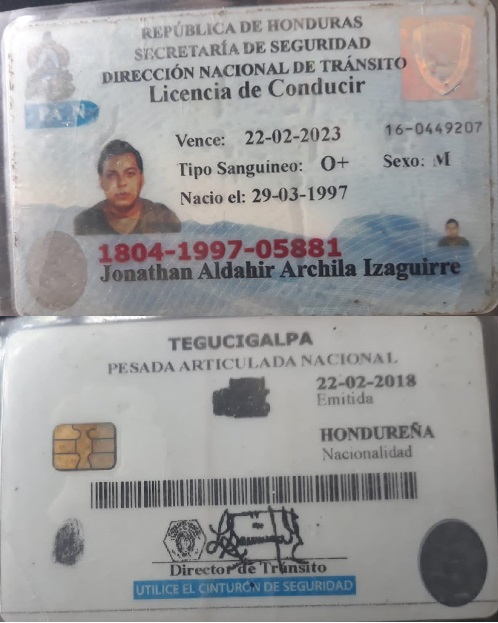 REPÚBLICA DE HONDURAS
SECRETARÍA DE SEGURIDAD
DIRECCIÓN NACIONAL DE TRÁNSITO
Licencia de Conducir
Vence: 22-02-2023
16-0449207
Tipo Sanguineo: O+ Sexo: M
Nacio el: 29-03-1997
1804-1997-05881
Jonathan Aldahir Archila Izaguirre
TEGUCIGALPA
PESADA ARTICULADA NACIONAL
22-02-2018
Emitida
HONDUREÑA
Nacionalidad
Director de Tránsito
UTILICE EL CINTURÓN DE SEGURIDAD